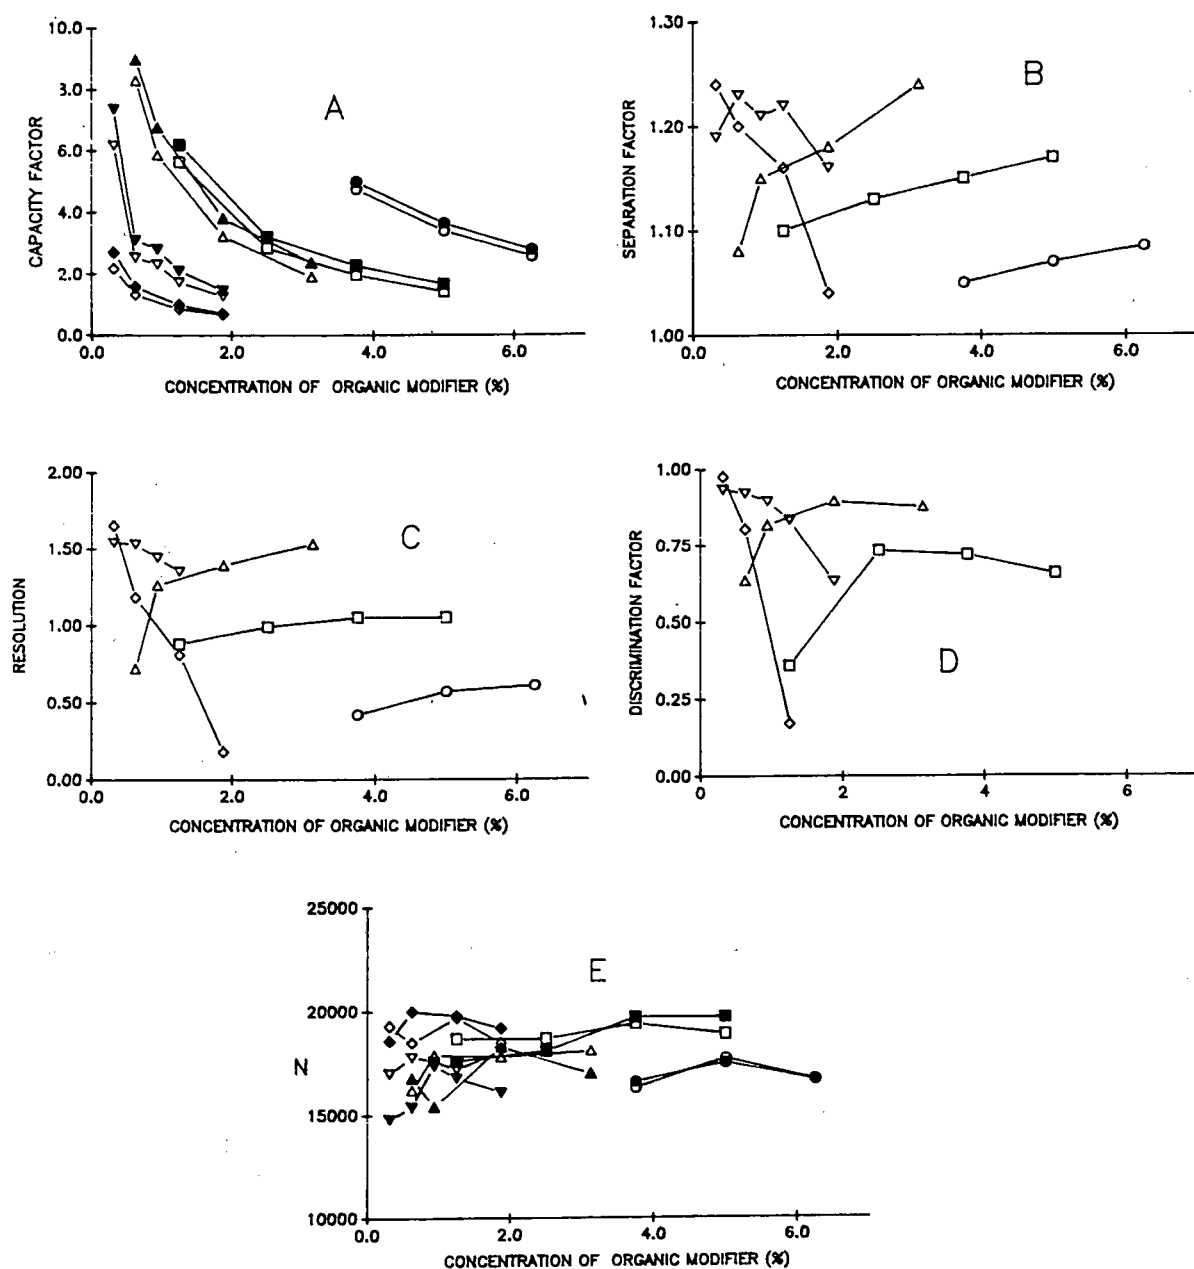 10.0
3.0
6.0
4.0
2.0
0.0
CAPACITY FACTOR
A
0.0 2.0 4.0 6.0
CONCENTRATION OF ORGANIC MODIFIER (%)
1.30
1.20
1.10
1.00
SEPARATION FACTOR
B
0.0 2.0 4.0 6.0
CONCENTRATION OF ORGANIC MODIFIER (%)
2.00
1.50
1.00
0.50
0.00
RESOLUTION
C
0.0 2.0 4.0 6.0
CONCENTRATION OF ORGANIC MODIFIER (%)
1.00
0.75
0.50
0.25
0.00
DISCRIMINATION FACTOR
D
0 2 4 6
CONCENTRATION OF ORGANIC MODIFIER (%)
25000
20000
15000
10000
N
E
0.0 2.0 4.0 6.0
CONCENTRATION OF ORGANIC MODIFIER (%)